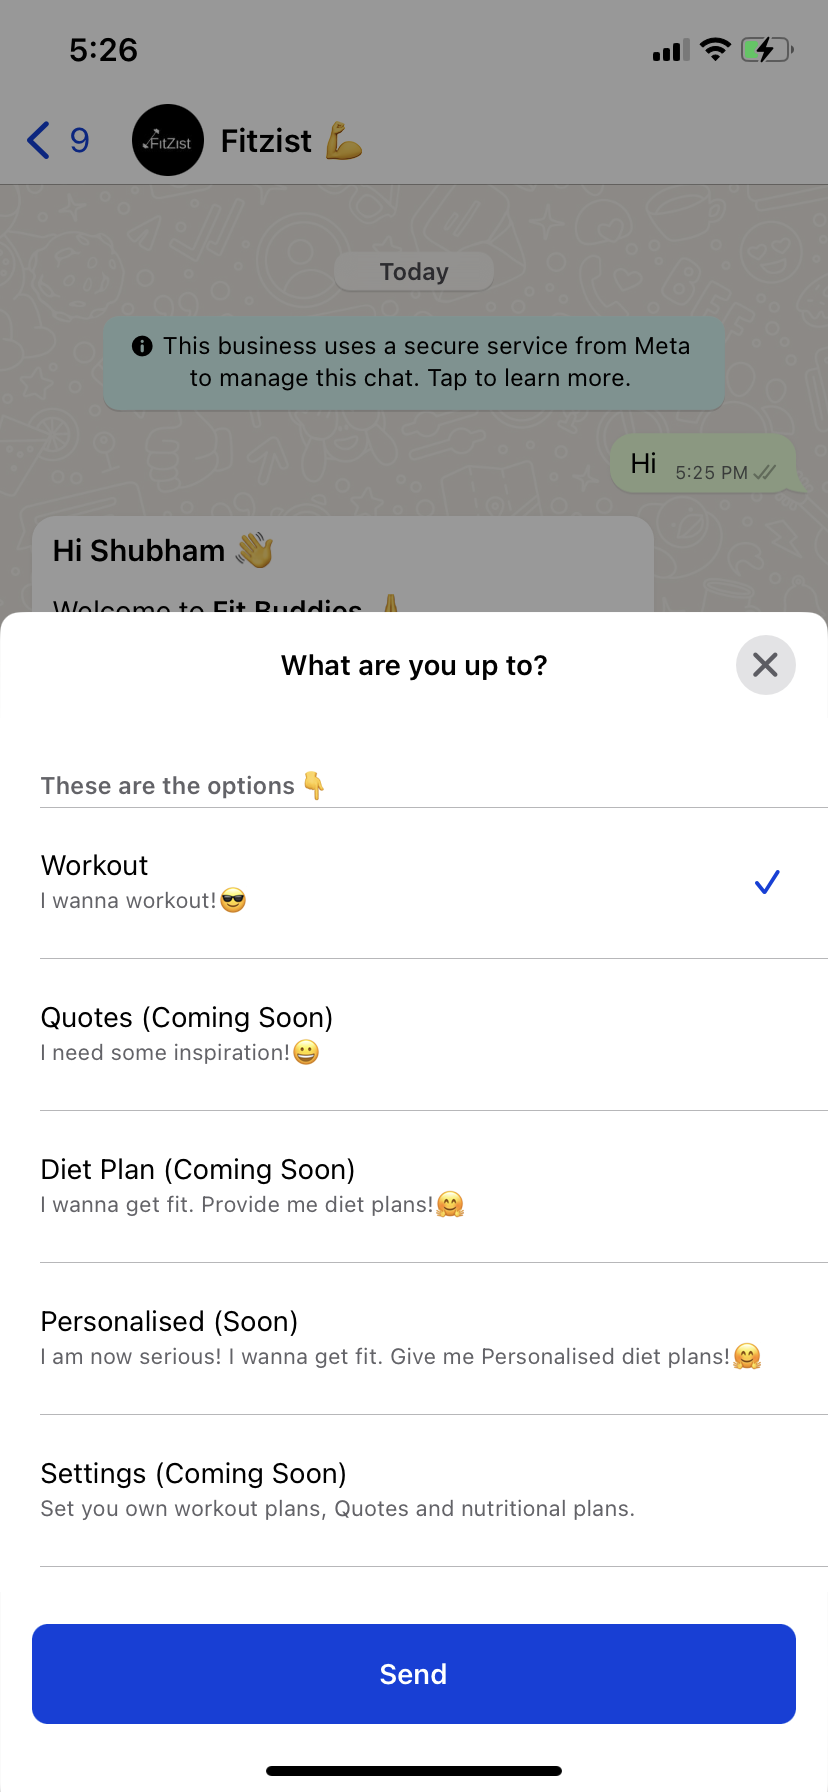 5:26
9
FitZist
Fitzist 💪
Today
This business uses a secure service from Meta
to manage this chat. Tap to learn more.
Hi 5:25 PM
Hi Shubham 👋
Welcome to Fit Buddies 🙏
What are you up to?
These are the options 👇
Workout
I wanna workout!😎
Quotes (Coming Soon)
I need some inspiration!😀
Diet Plan (Coming Soon)
I wanna get fit. Provide me diet plans!🤗
Personalised (Soon)
I am now serious! I wanna get fit. Give me Personalised diet plans!🤗
Settings (Coming Soon)
Set you own workout plans, Quotes and nutritional plans.
Send